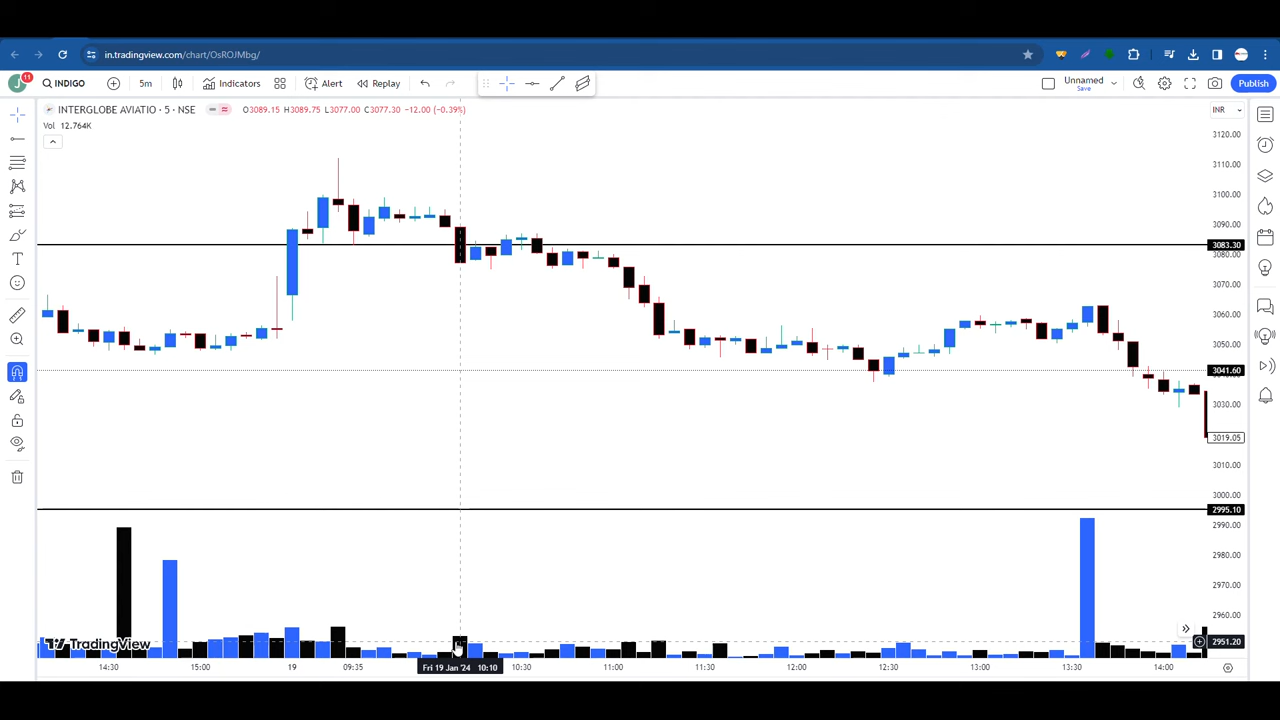 in.tradingview.com/chart/OsROJMbg/
J 11 INDIGO 5m Indicators Alert Replay Unnamed Save Publish
INTERGLOBE AVIATIO · 5 · NSE O3089.15 H3089.75 L3077.00 C3077.30 −12.00 (−0.39%)
Vol 12.764K
INR
3120.00
3110.00
3100.00
3090.00
3083.30
3080.00
3070.00
3060.00
3050.00
3041.60
3030.00
3019.05
3010.00
3000.00
2995.10
2990.00
2980.00
2970.00
2960.00
2951.20
TradingView
14:30 15:00 19 09:35 Fri 19 Jan '24 10:10 10:30 11:00 11:30 12:00 12:30 13:00 13:30 14:00